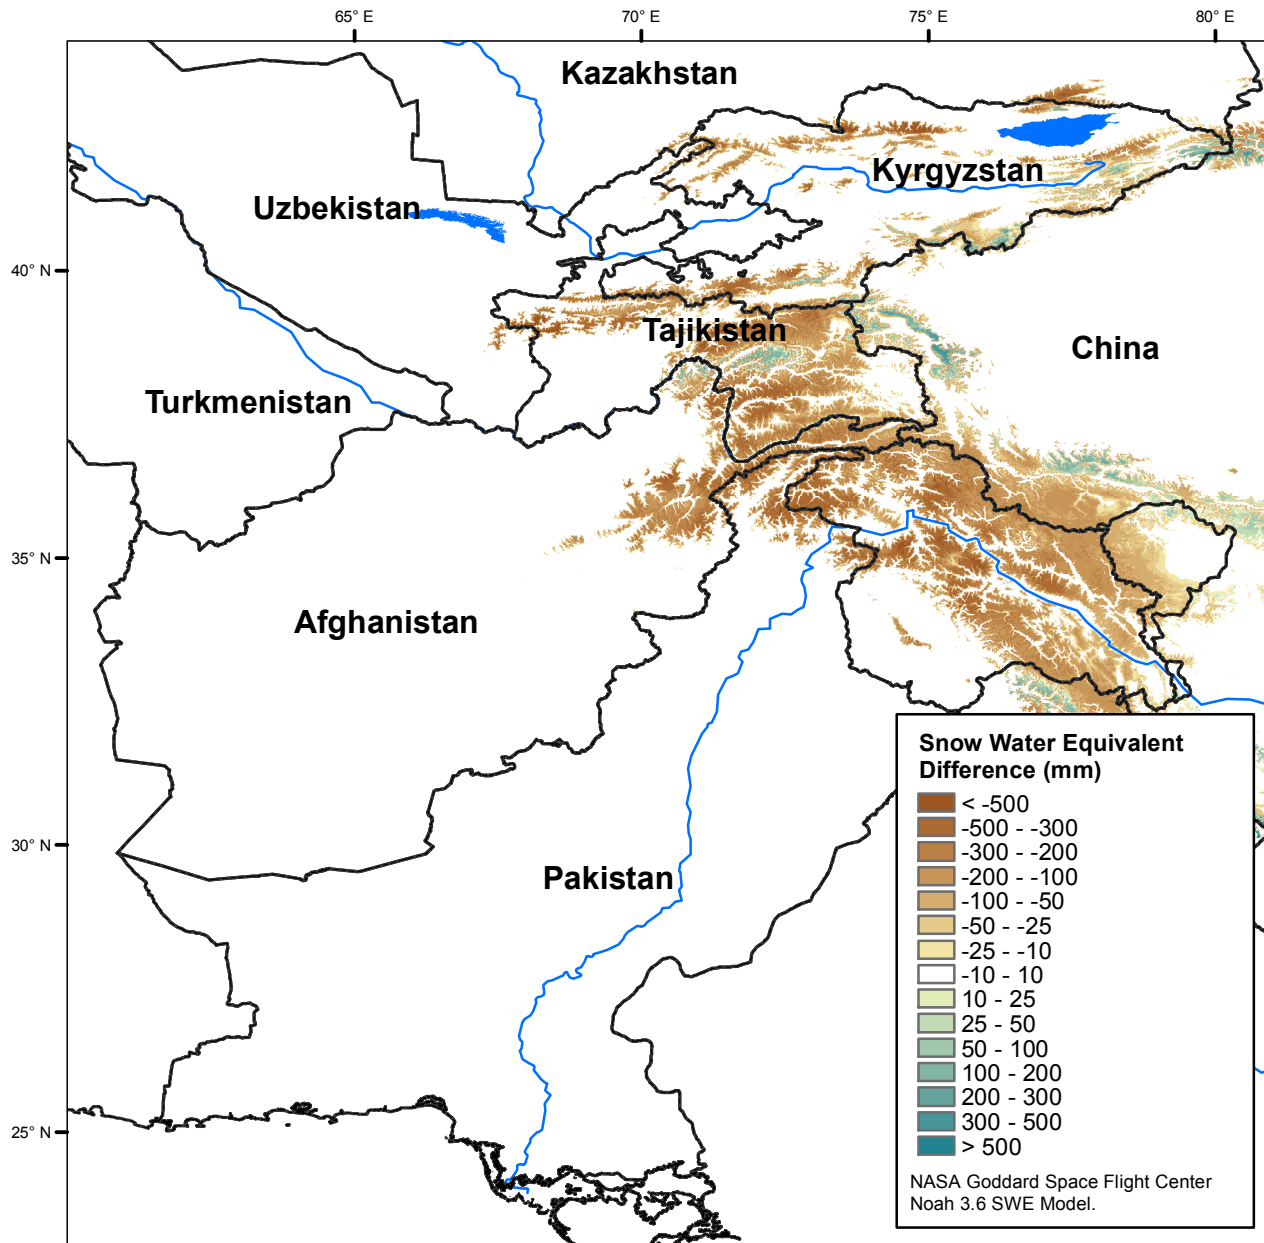 65° E
70° E
75° E
80° E
Kazakhstan
Kyrgyzstan
Uzbekistan
40° N
Tajikistan
China
Turkmenistan
35° N
Afghanistan
Snow Water Equivalent
Difference (mm)
< -500
-500 - -300
-300 - -200
-200 - -100
-100 - -50
-50 - -25
-25 - -10
-10 - 10
10 - 25
25 - 50
50 - 100
100 - 200
200 - 300
300 - 500
> 500
30° N
Pakistan
25° N
NASA Goddard Space Flight Center
Noah 3.6 SWE Model.